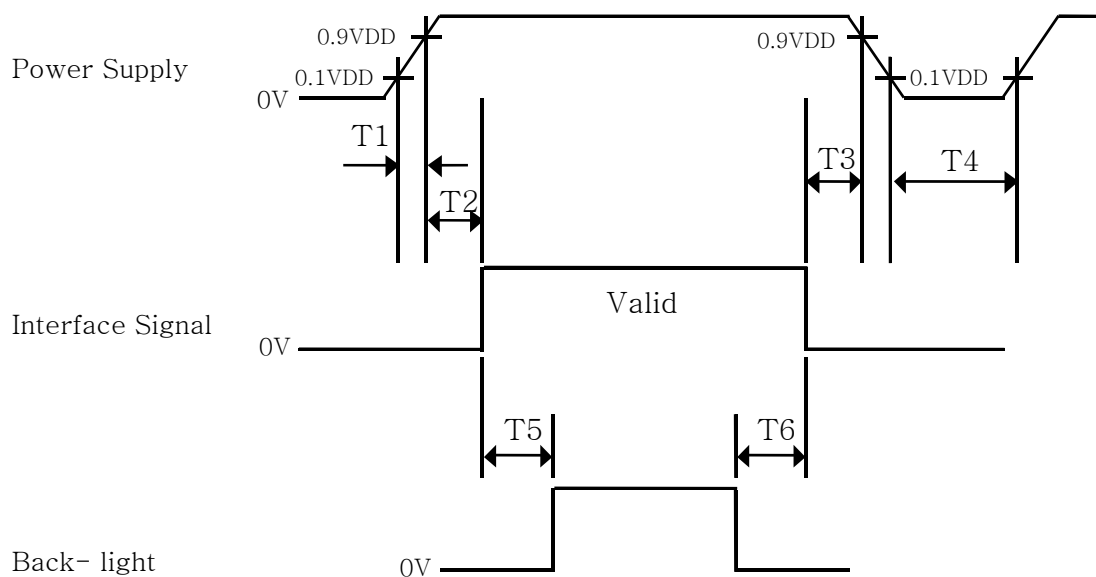 0.9VDD
0.9VDD
Power Supply
0.1VDD
0.1VDD
0V
T1
T3
T4
T2
Valid
Interface Signal
0V
T5
T6
Back- light
0V